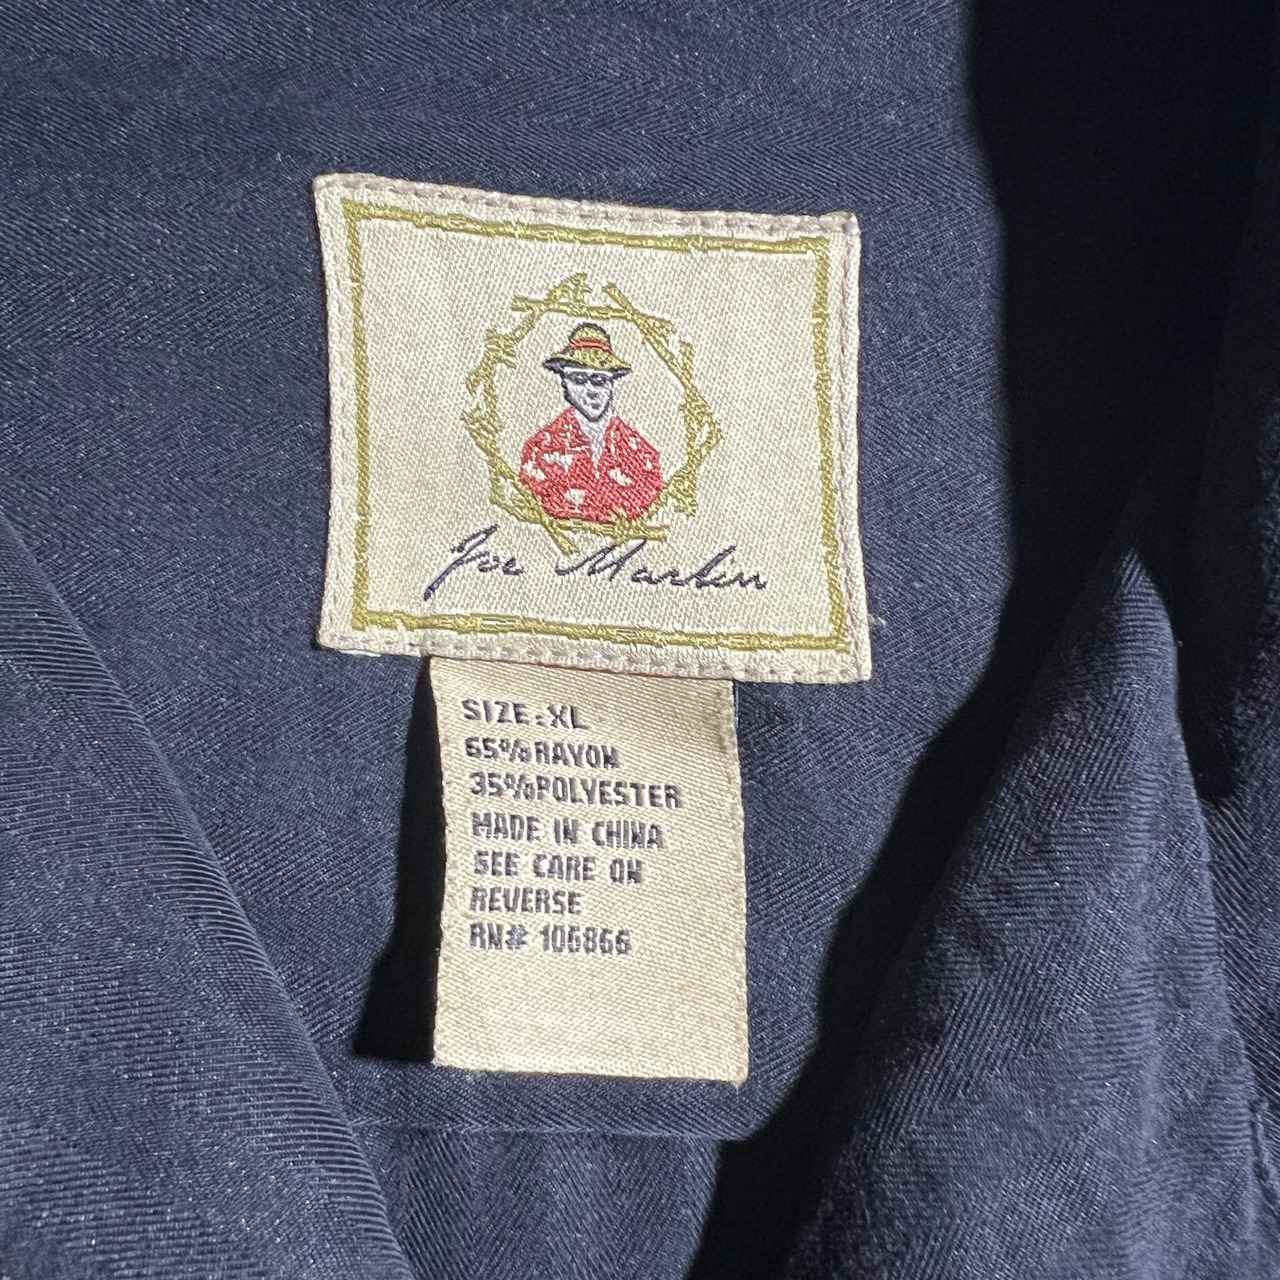 Joe Marlin
SIZE:XL
65%RAYON
35%POLYESTER
MADE IN CHINA
SEE CARE ON
REVERSE
RN# 106866